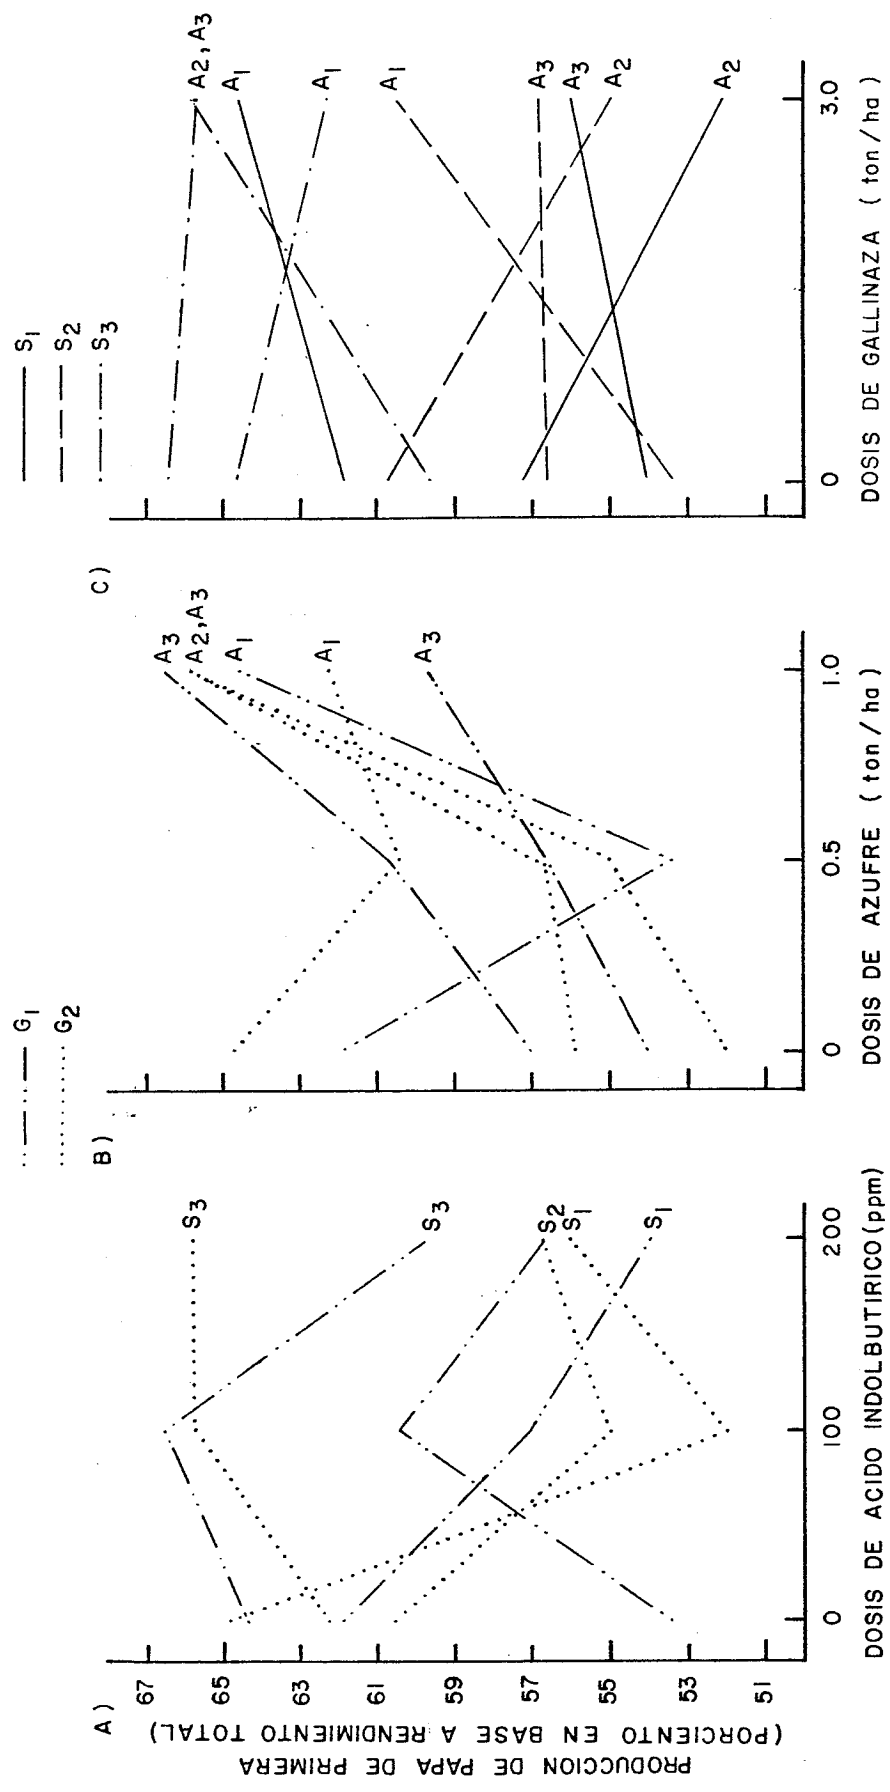 A)
PRODUCCION DE PAPA DE PRIMERA
(PORCIENTO EN BASE A RENDIMIENTO TOTAL)
67
65
63
61
59
57
55
53
51
0
100
200
DOSIS DE ACIDO INDOLBUTIRICO (ppm)
S3
S3
S2
S1
S1
G1
G2
B)
A3
A2, A3
A1
A1
A3
0
0.5
1.0
DOSIS DE AZUFRE (ton/ha)
S1
S2
S3
C)
A2, A3
A1
A1
A1
A3
A3
A2
A2
0
3.0
DOSIS DE GALLINAZA (ton/ha)